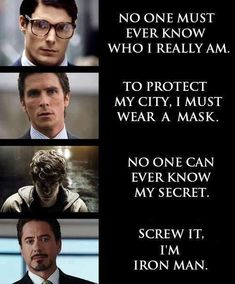 NO ONE MUST
EVER KNOW
WHO I REALLY AM.
TO PROTECT
MY CITY, I MUST
WEAR A MASK.
NO ONE CAN
EVER KNOW
MY SECRET.
SCREW IT,
I'M
IRON MAN.